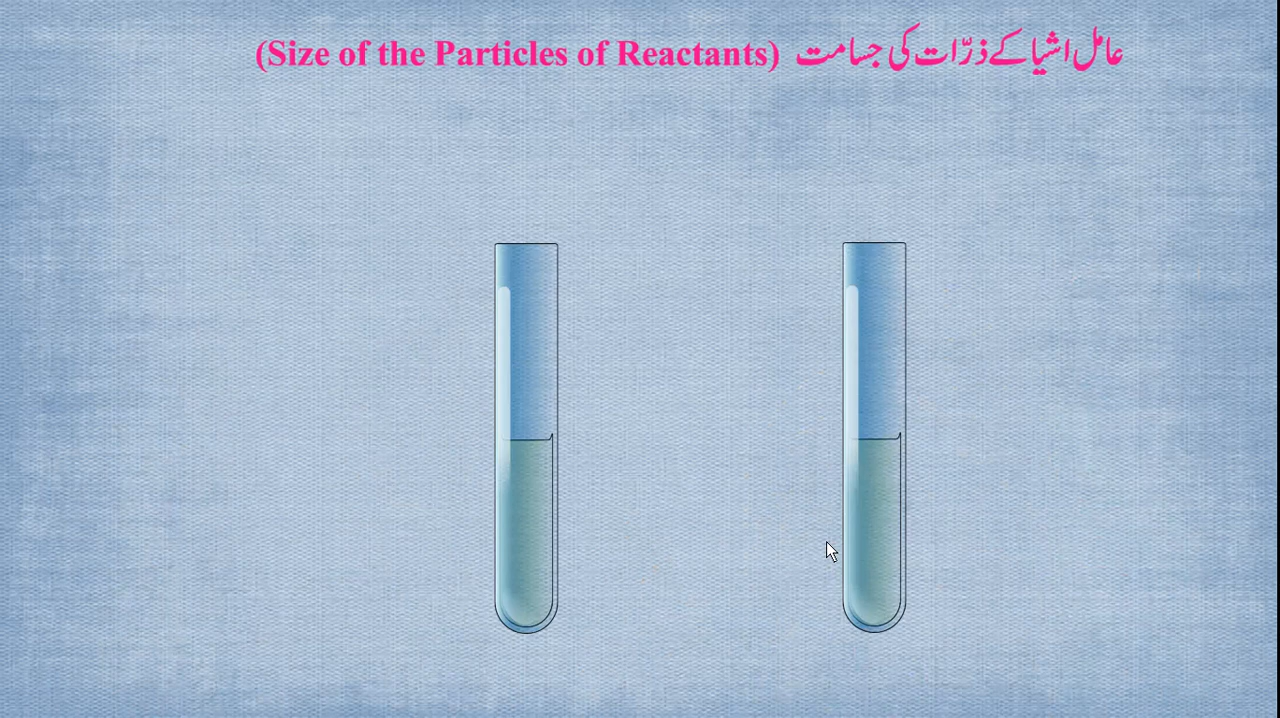 عامل اشیا کے ذرّات کی جسامت (Size of the Particles of Reactants)